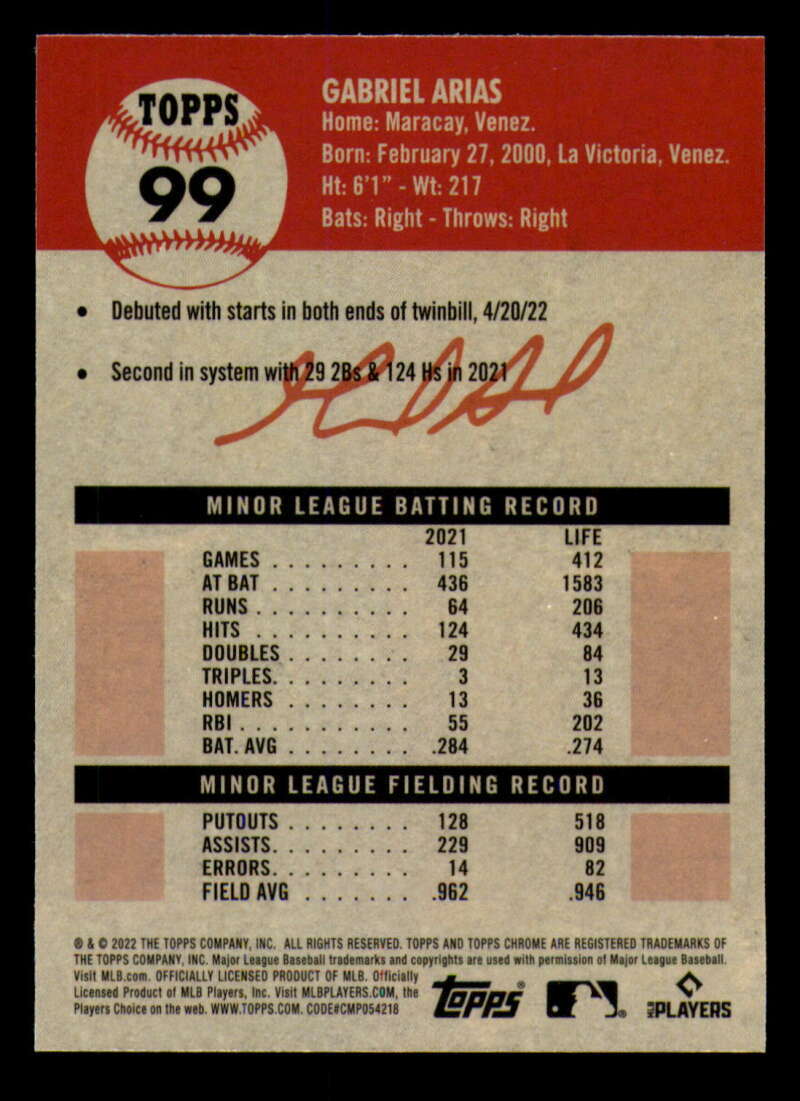 TOPPS
99
GABRIEL ARIAS
Home: Maracay, Venez.
Born: February 27, 2000, La Victoria, Venez.
Ht: 6'1" - Wt: 217
Bats: Right - Throws: Right
• Debuted with starts in both ends of twinbill, 4/20/22
• Second in system with 29 2Bs & 124 Hs in 2021
MINOR LEAGUE BATTING RECORD
2021 LIFE
GAMES . . . . . . . . . 115 412
AT BAT . . . . . . . . . 436 1583
RUNS . . . . . . . . . . 64 206
HITS . . . . . . . . . . 124 434
DOUBLES . . . . . . . . 29 84
TRIPLES. . . . . . . . . 3 13
HOMERS . . . . . . . . 13 36
RBI . . . . . . . . . . . 55 202
BAT. AVG . . . . . . . . .284 .274
MINOR LEAGUE FIELDING RECORD
PUTOUTS . . . . . . . . 128 518
ASSISTS. . . . . . . . . 229 909
ERRORS. . . . . . . . . 14 82
FIELD AVG . . . . . . . .962 .946
® & © 2022 THE TOPPS COMPANY, INC. ALL RIGHTS RESERVED. TOPPS AND TOPPS CHROME ARE REGISTERED TRADEMARKS OF
THE TOPPS COMPANY, INC. Major League Baseball trademarks and copyrights are used with permission of Major League Baseball.
Visit MLB.com. OFFICIALLY LICENSED PRODUCT OF MLB. Officially
Licensed Product of MLB Players, Inc. Visit MLBPLAYERS.COM, the
Players Choice on the web. WWW.TOPPS.COM. CODE#CMP054218
topps®
MLB PLAYERS